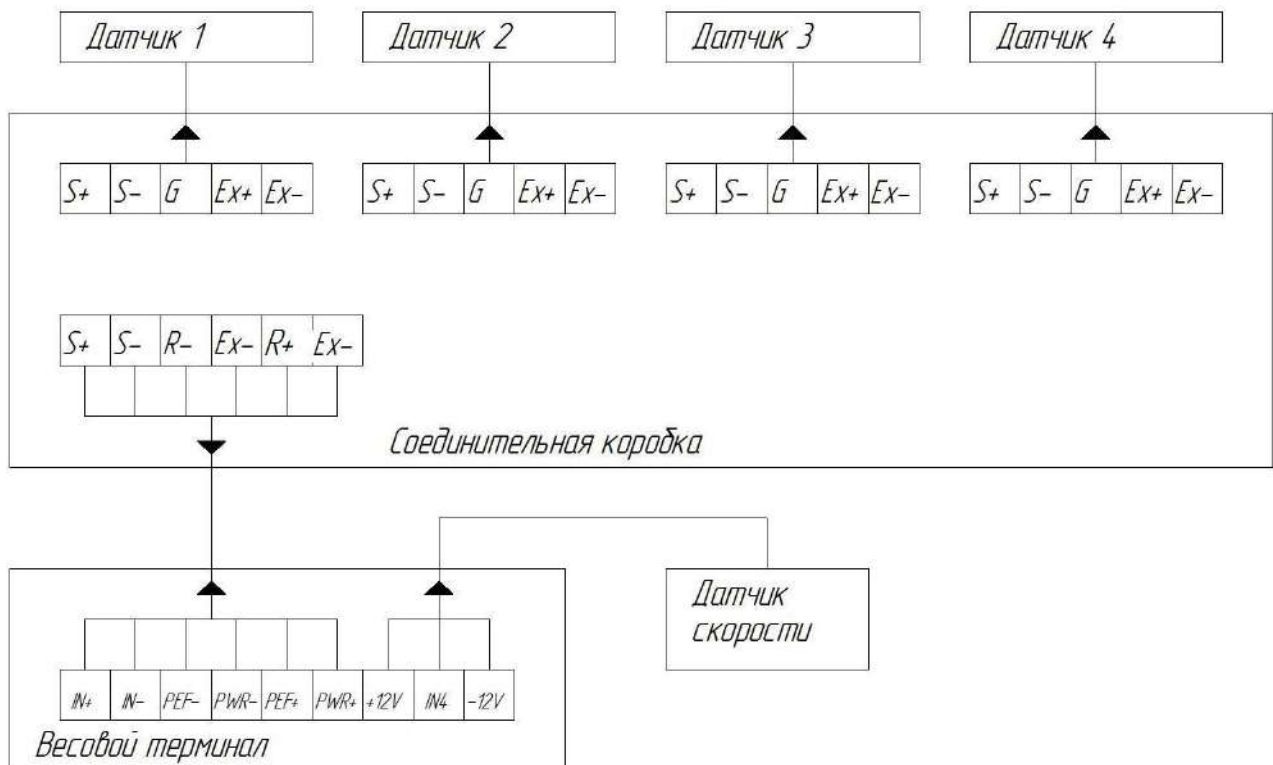 Датчик 1 Датчик 2 Датчик 3 Датчик 4
S+ S- G Ex+ Ex- S+ S- G Ex+ Ex- S+ S- G Ex+ Ex- S+ S- G Ex+ Ex-
S+ S- R- Ex- R+ Ex-
Соединительная коробка
Датчик
скорости
IN+ IN- PEF- PWR- PEF+ PWR+ +12V IN4 -12V
Весовой терминал